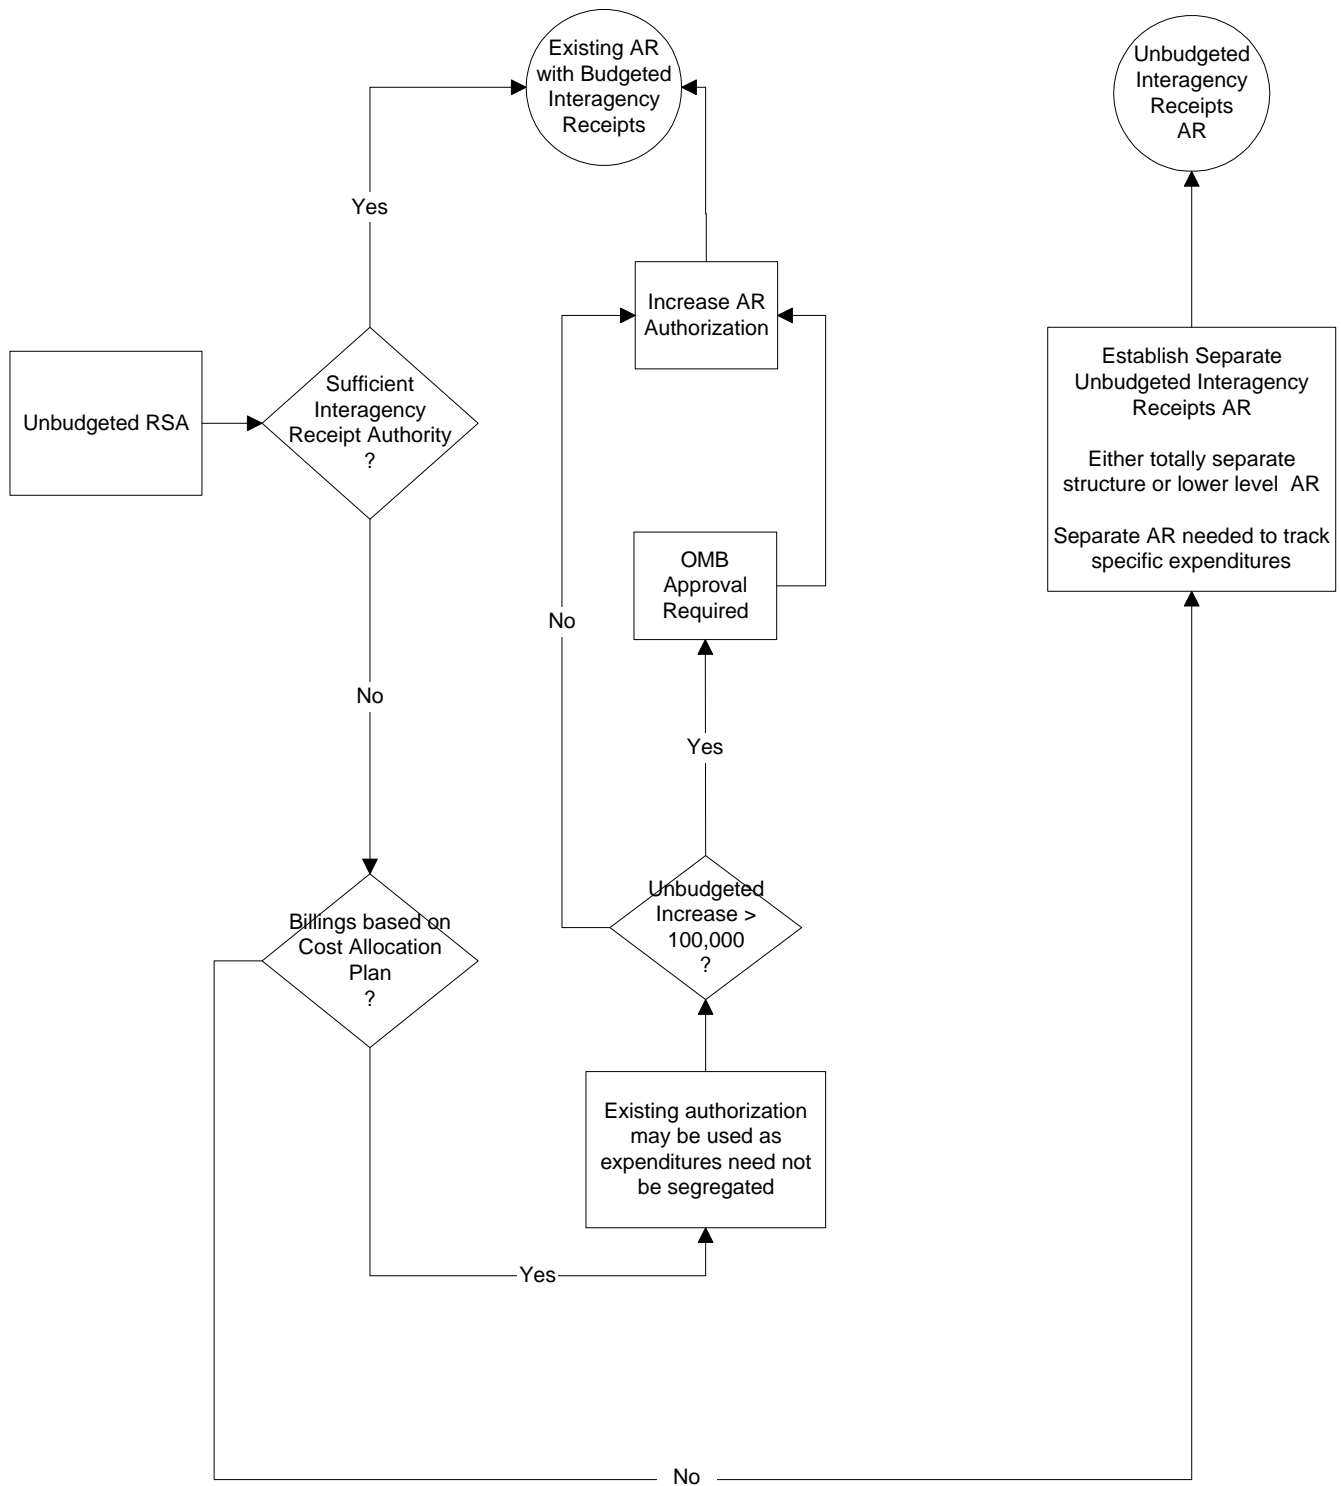 Existing AR
with Budgeted
Interagency
Receipts
Unbudgeted
Interagency
Receipts
AR
Yes
Increase AR
Authorization
Unbudgeted RSA
Sufficient
Interagency
Receipt Authority
?
Establish Separate
Unbudgeted Interagency
Receipts AR
Either totally separate
structure or lower level AR
Separate AR needed to track
specific expenditures
OMB
Approval
Required
No
No
Yes
Unbudgeted
Increase >
100,000
?
Billings based on
Cost Allocation
Plan
?
Existing authorization
may be used as
expenditures need not
be segregated
Yes
No